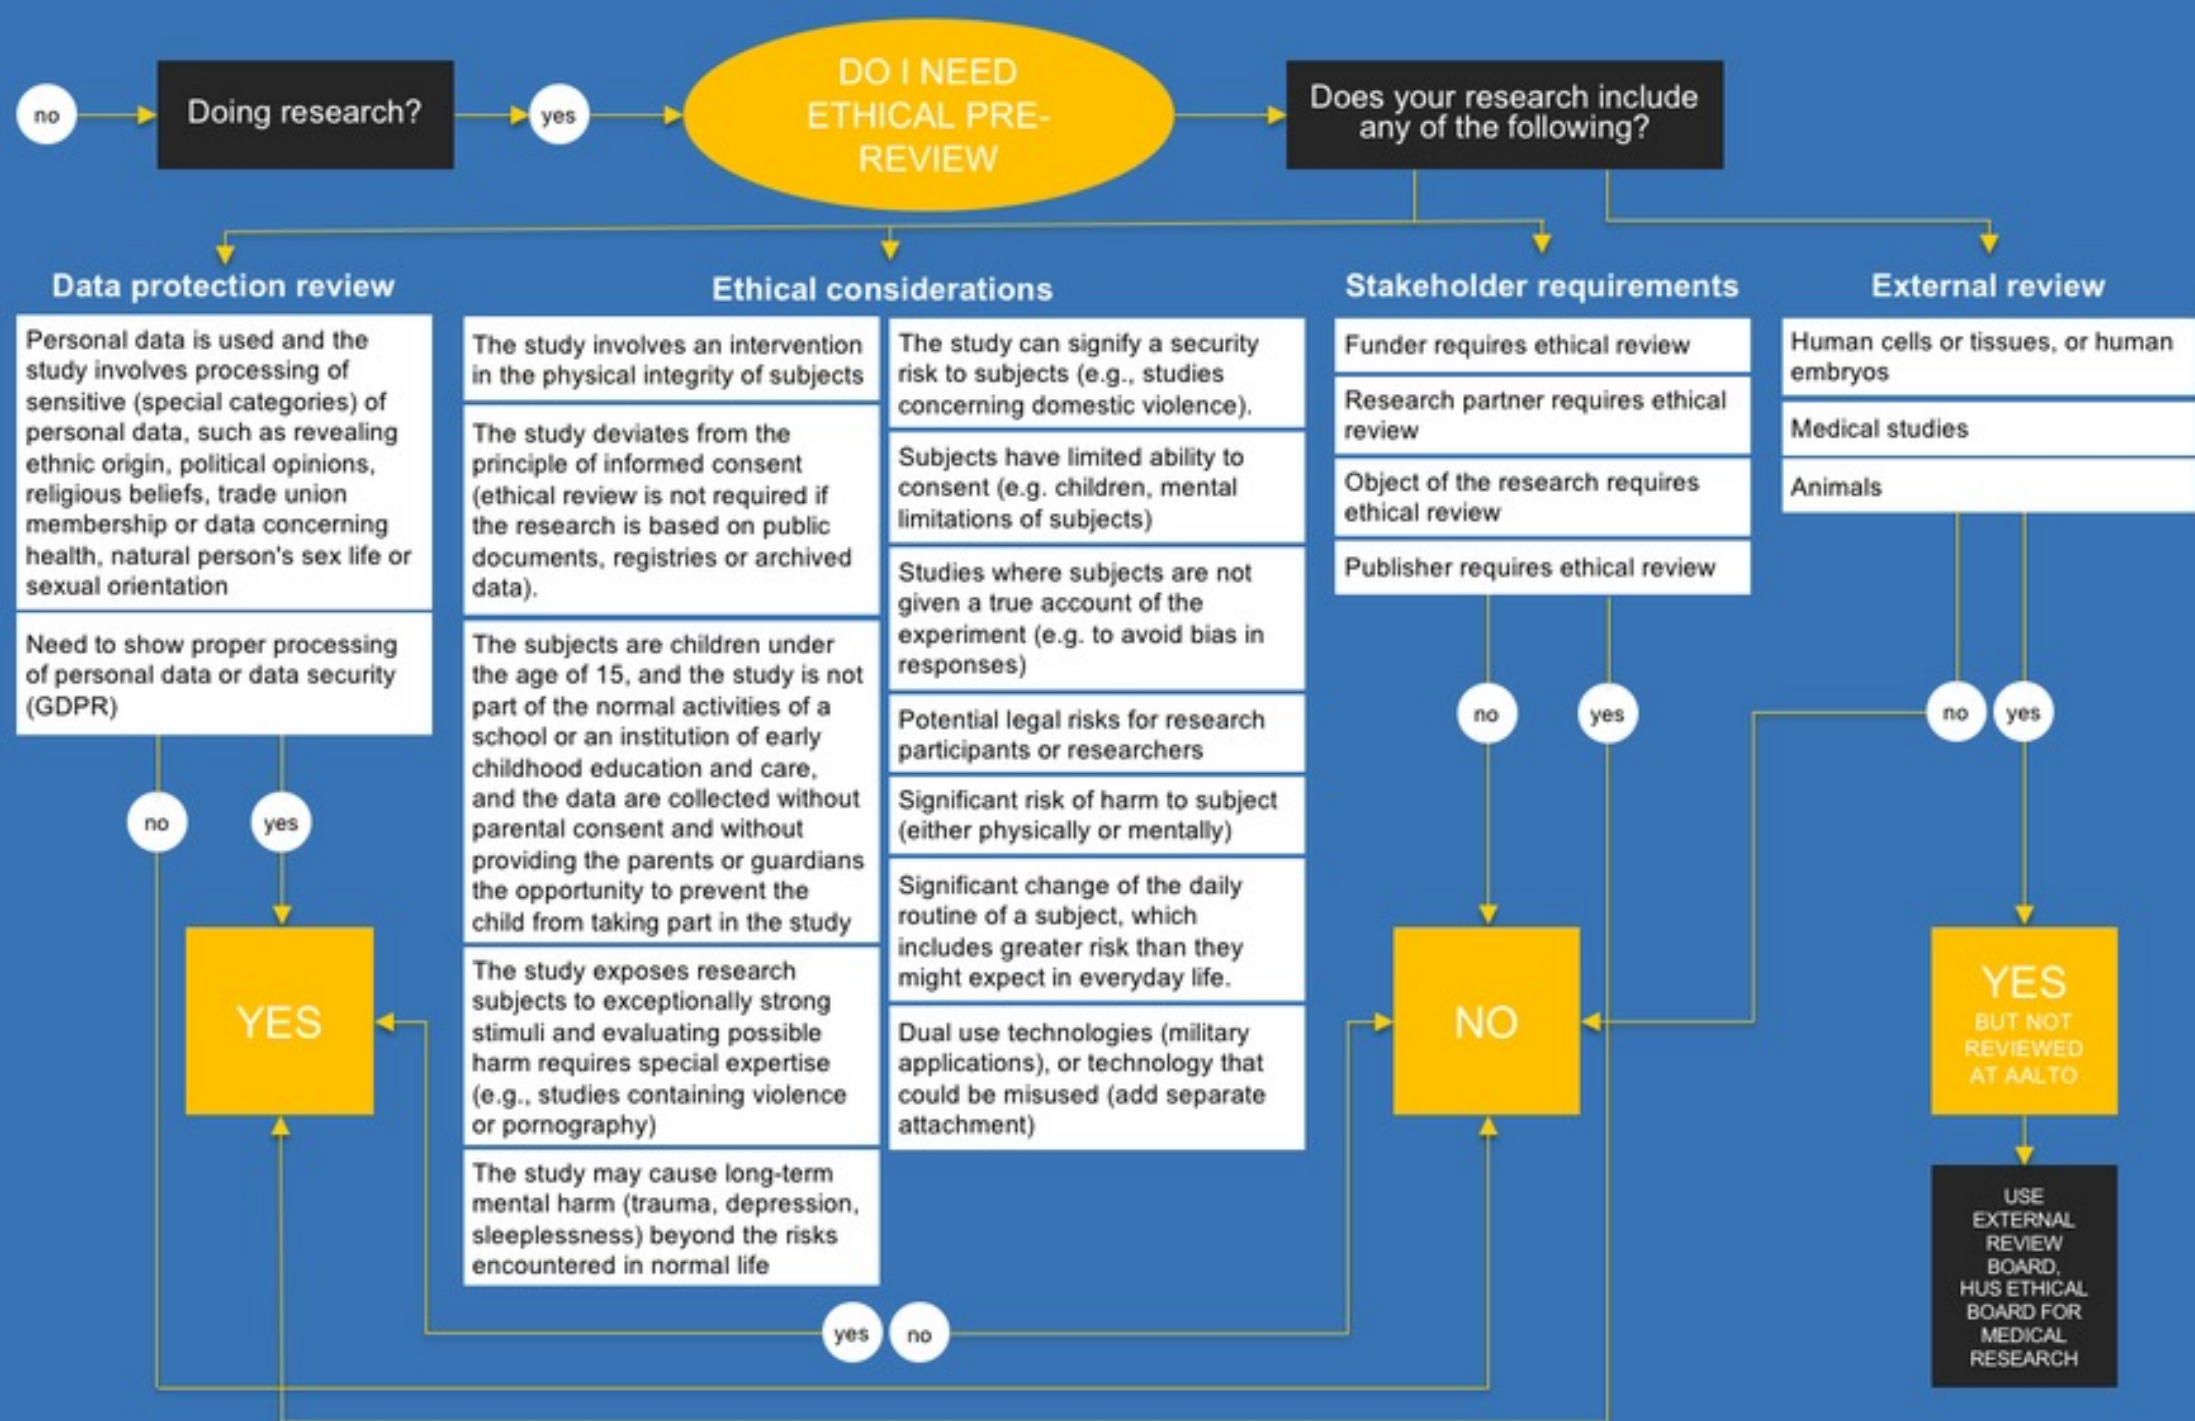 no
Doing research?
yes
DO I NEED
ETHICAL PRE-
REVIEW
Does your research include
any of the following?
Data protection review
Personal data is used and the
study involves processing of
sensitive (special categories) of
personal data, such as revealing
ethnic origin, political opinions,
religious beliefs, trade union
membership or data concerning
health, natural person's sex life or
sexual orientation
Need to show proper processing
of personal data or data security
(GDPR)
no
yes
YES
Ethical considerations
The study involves an intervention
in the physical integrity of subjects
The study deviates from the
principle of informed consent
(ethical review is not required if
the research is based on public
documents, registries or archived
data).
The subjects are children under
the age of 15, and the study is not
part of the normal activities of a
school or an institution of early
childhood education and care,
and the data are collected without
parental consent and without
providing the parents or guardians
the opportunity to prevent the
child from taking part in the study
The study exposes research
subjects to exceptionally strong
stimuli and evaluating possible
harm requires special expertise
(e.g., studies containing violence
or pornography)
The study may cause long-term
mental harm (trauma, depression,
sleeplessness) beyond the risks
encountered in normal life
The study can signify a security
risk to subjects (e.g., studies
concerning domestic violence).
Subjects have limited ability to
consent (e.g. children, mental
limitations of subjects)
Studies where subjects are not
given a true account of the
experiment (e.g. to avoid bias in
responses)
Potential legal risks for research
participants or researchers
Significant risk of harm to subject
(either physically or mentally)
Significant change of the daily
routine of a subject, which
includes greater risk than they
might expect in everyday life.
Dual use technologies (military
applications), or technology that
could be misused (add separate
attachment)
yes
no
Stakeholder requirements
Funder requires ethical review
Research partner requires ethical
review
Object of the research requires
ethical review
Publisher requires ethical review
no
yes
NO
External review
Human cells or tissues, or human
embryos
Medical studies
Animals
no
yes
YES
BUT NOT
REVIEWED
AT AALTO
USE
EXTERNAL
REVIEW
BOARD,
HUS ETHICAL
BOARD FOR
MEDICAL
RESEARCH